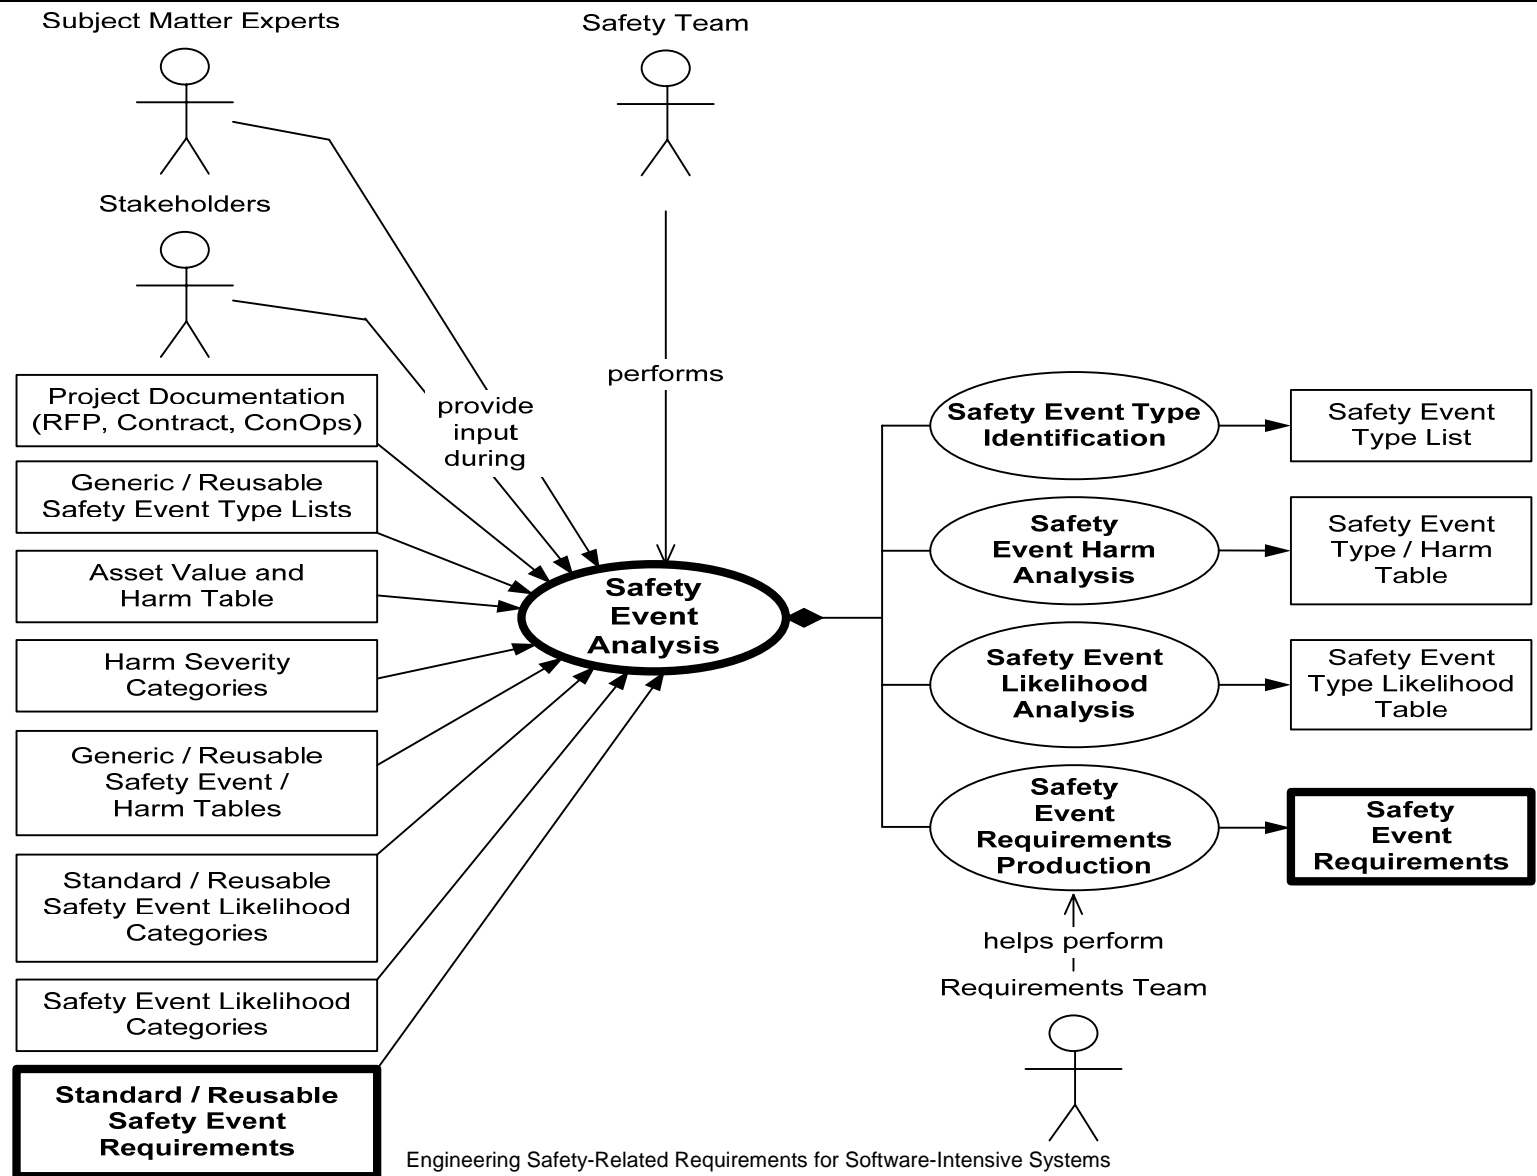 Subject Matter Experts
Safety Team
Stakeholders
performs
provide
input
during
Project Documentation
(RFP, Contract, ConOps)
Generic / Reusable
Safety Event Type Lists
Asset Value and
Harm Table
Harm Severity
Categories
Generic / Reusable
Safety Event /
Harm Tables
Standard / Reusable
Safety Event Likelihood
Categories
Safety Event Likelihood
Categories
Standard / Reusable
Safety Event
Requirements
Safety
Event
Analysis
Safety Event Type
Identification
Safety Event
Type List
Safety
Event Harm
Analysis
Safety Event
Type / Harm
Table
Safety Event
Likelihood
Analysis
Safety Event
Type Likelihood
Table
Safety
Event
Requirements
Production
Safety
Event
Requirements
helps perform
Requirements Team
Engineering Safety-Related Requirements for Software-Intensive Systems